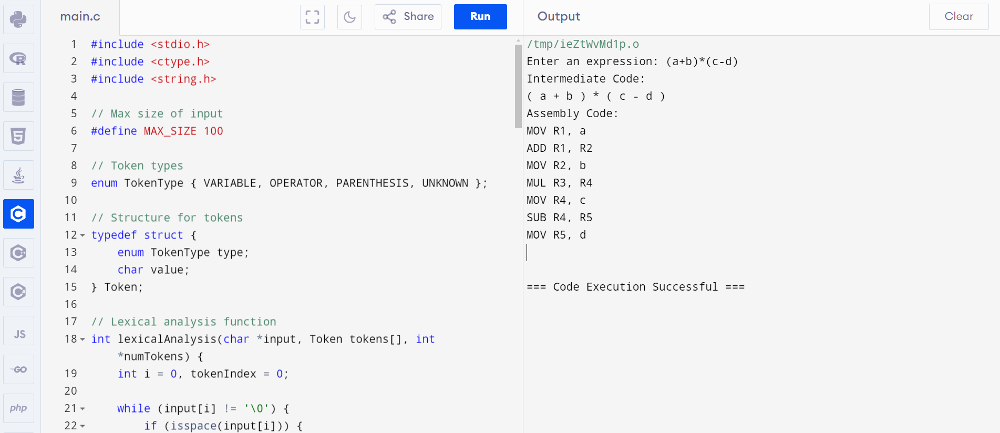 main.c
Share
Run
Output
Clear
1 #include <stdio.h>
2 #include <ctype.h>
3 #include <string.h>
4
5 // Max size of input
6 #define MAX_SIZE 100
7
8 // Token types
9 enum TokenType { VARIABLE, OPERATOR, PARENTHESIS, UNKNOWN };
10
11 // Structure for tokens
12 typedef struct {
13     enum TokenType type;
14     char value;
15 } Token;
16
17 // Lexical analysis function
18 int lexicalAnalysis(char *input, Token tokens[], int
*numTokens) {
19     int i = 0, tokenIndex = 0;
20
21     while (input[i] != '\0') {
22         if (isspace(input[i])) {
/tmp/ieZtWvMd1p.o
Enter an expression: (a+b)*(c-d)
Intermediate Code:
( a + b ) * ( c - d )
Assembly Code:
MOV R1, a
ADD R1, R2
MOV R2, b
MUL R3, R4
MOV R4, c
SUB R4, R5
MOV R5, d
=== Code Execution Successful ===
R
5
C
C
C#
JS
GO
php